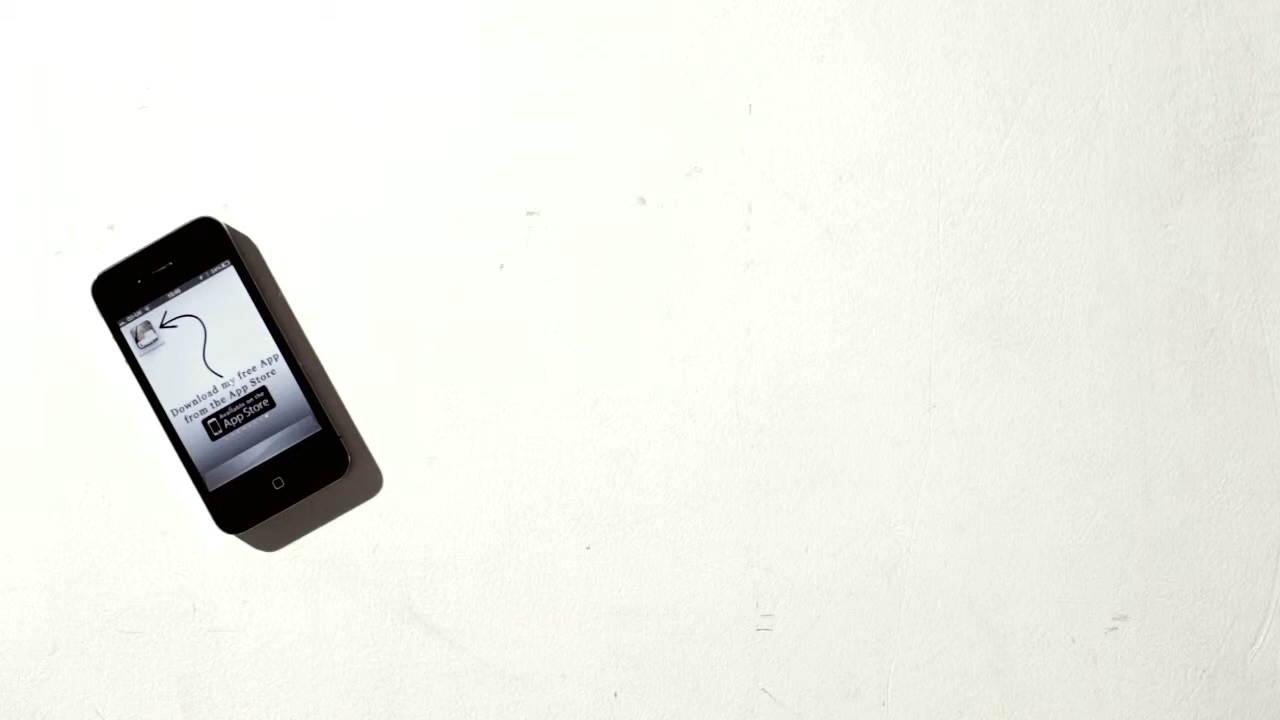 Download my free App
from the App Store
Available on the
App Store